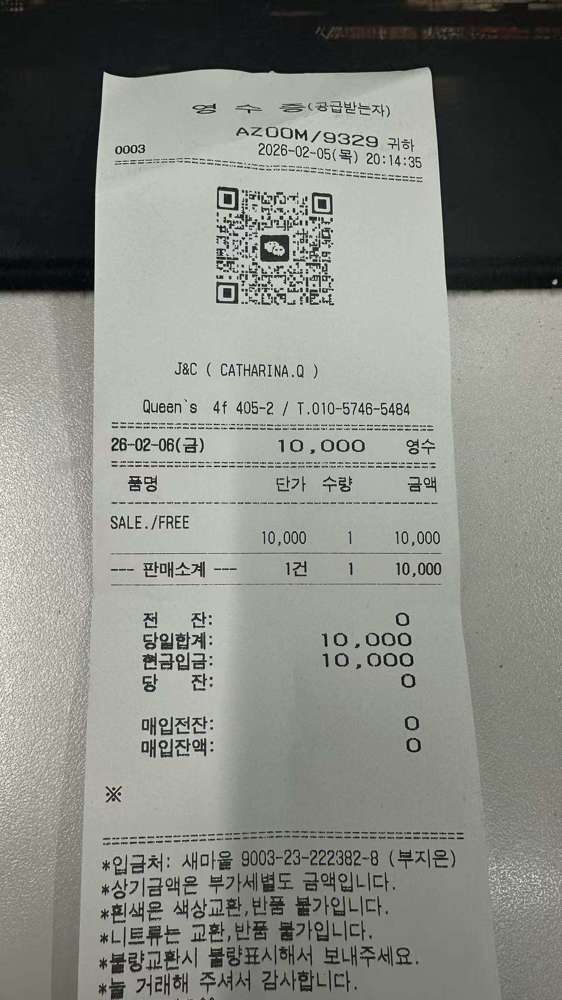 영 수 증(공급받는자)
AZOOM/9329 귀하
0003 2026-02-05(목) 20:14:35
J&C ( CATHARINA.Q )
Queen`s 4f 405-2 / T.010-5746-5484
26-02-06(금) 10,000 영수
품명 단가 수량 금액
SALE./FREE
10,000 1 10,000
--- 판매소계 --- 1건 1 10,000
전 잔: 0
당일합계: 10,000
현금입금: 10,000
당 잔: 0
매입전잔: 0
매입잔액: 0
※
*입금처: 새마을 9003-23-222382-8 (부지은)
*상기금액은 부가세별도 금액입니다.
*흰색은 색상교환,반품 불가입니다.
*니트류는 교환,반품 불가입니다.
*불량교환시 불량표시해서 보내주세요.
*늘 거래해 주셔서 감사합니다.